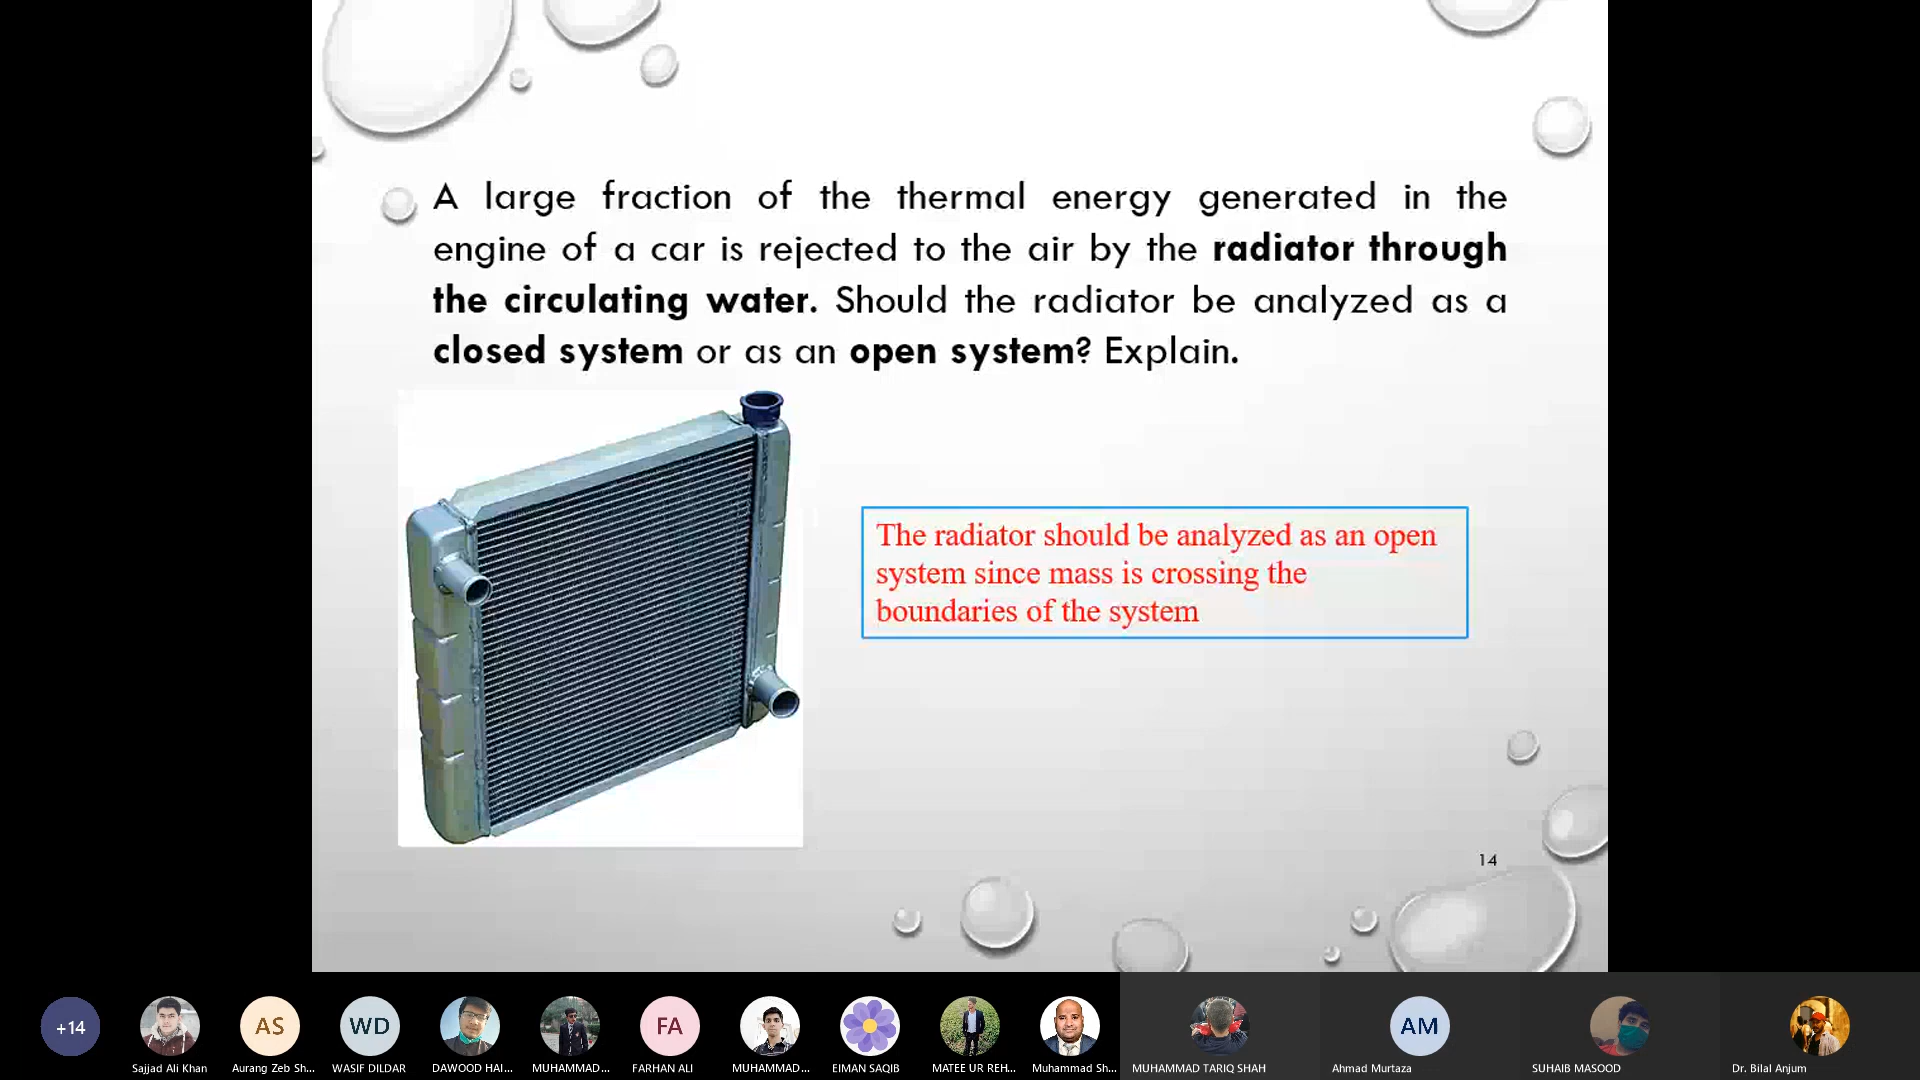 A large fraction of the thermal energy generated in the
engine of a car is rejected to the air by the radiator through
the circulating water. Should the radiator be analyzed as a
closed system or as an open system? Explain.
The radiator should be analyzed as an open
system since mass is crossing the
boundaries of the system
14
+14
AS
WD
FA
AM
Sajjad Ali Khan
Aurang Zeb Sh...
WASIF DILDAR
DAWOOD HAI...
MUHAMMAD...
FARHAN ALI
MUHAMMAD...
EIMAN SAQIB
MATEE UR REH...
Muhammad Sh...
MUHAMMAD TARIQ SHAH
Ahmad Murtaza
SUHAIB MASOOD
Dr. Bilal Anjum